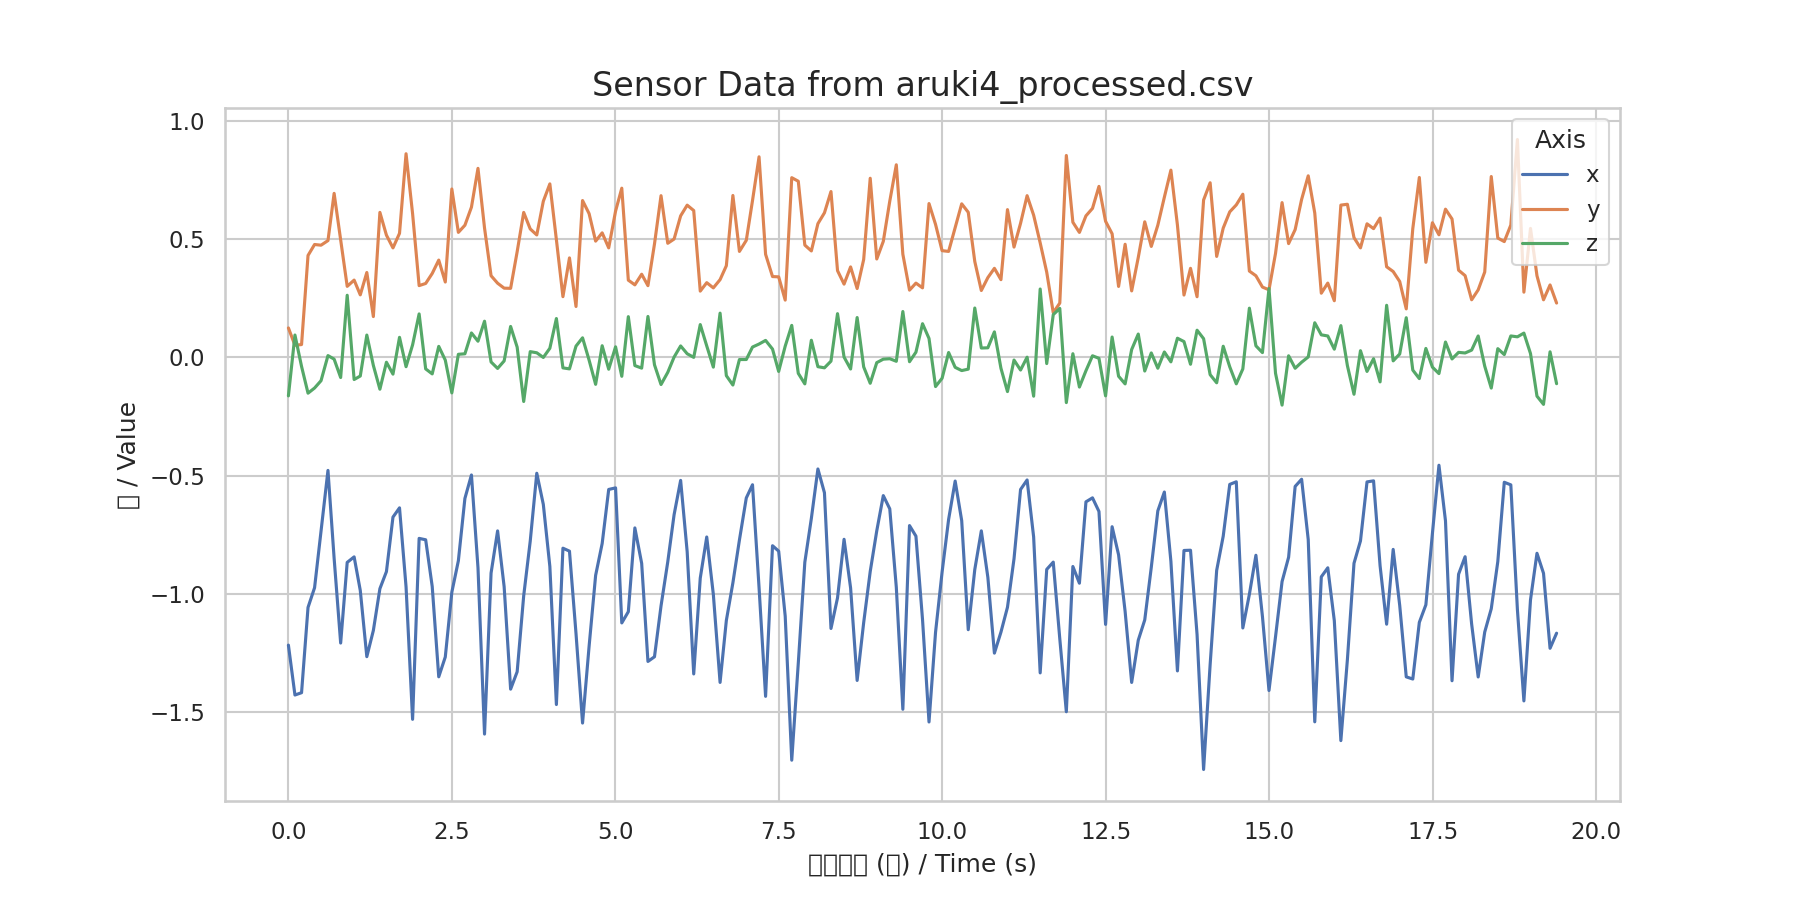 Sensor Data from aruki4_processed.csv
1.0
0.5
0.0
−0.5
−1.0
−1.5
/ Value
Axis
x
y
z
0.0 2.5 5.0 7.5 10.0 12.5 15.0 17.5 20.0
( ) / Time (s)